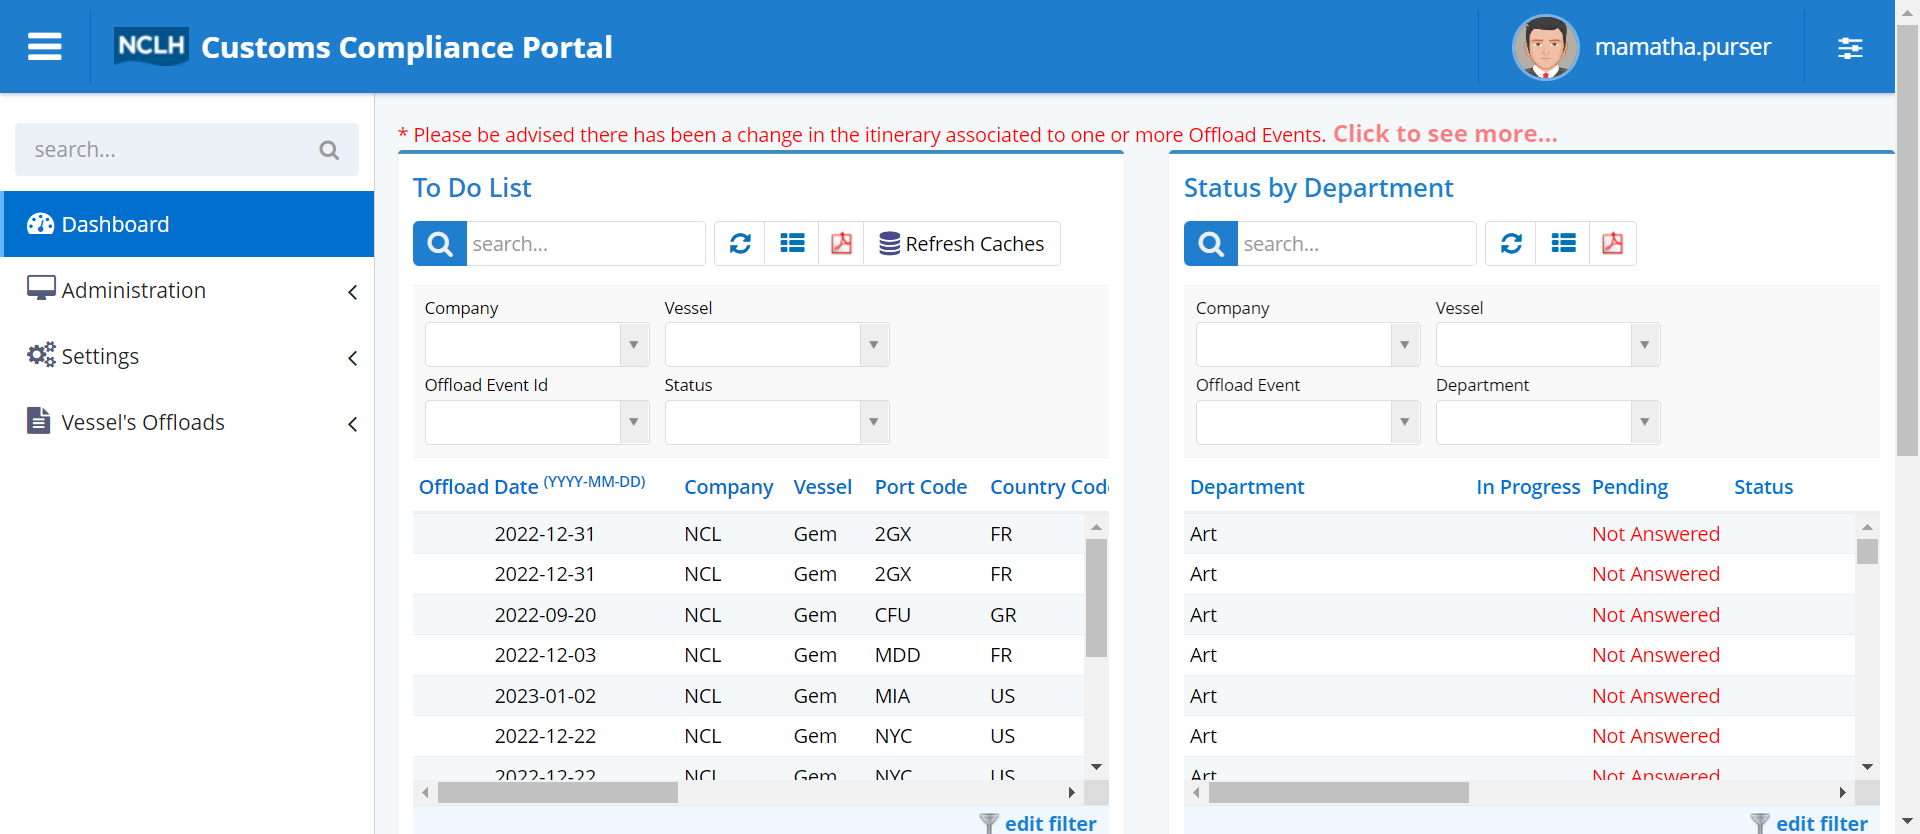 NCLH Customs Compliance Portal
mamatha.purser
search...
Dashboard
Administration
Settings
Vessel's Offloads
* Please be advised there has been a change in the itinerary associated to one or more Offload Events. Click to see more...
To Do List
search...
Refresh Caches
Company Vessel
Offload Event Id Status
Offload Date (YYYY-MM-DD) Company Vessel Port Code Country Code
2022-12-31 NCL Gem 2GX FR
2022-12-31 NCL Gem 2GX FR
2022-09-20 NCL Gem CFU GR
2022-12-03 NCL Gem MDD FR
2023-01-02 NCL Gem MIA US
2022-12-22 NCL Gem NYC US
2022-12-22 NCL Gem NYC US
edit filter
Status by Department
search...
Company Vessel
Offload Event Department
Department In Progress Pending Status
Art Not Answered
Art Not Answered
Art Not Answered
Art Not Answered
Art Not Answered
Art Not Answered
Art Not Answered
edit filter